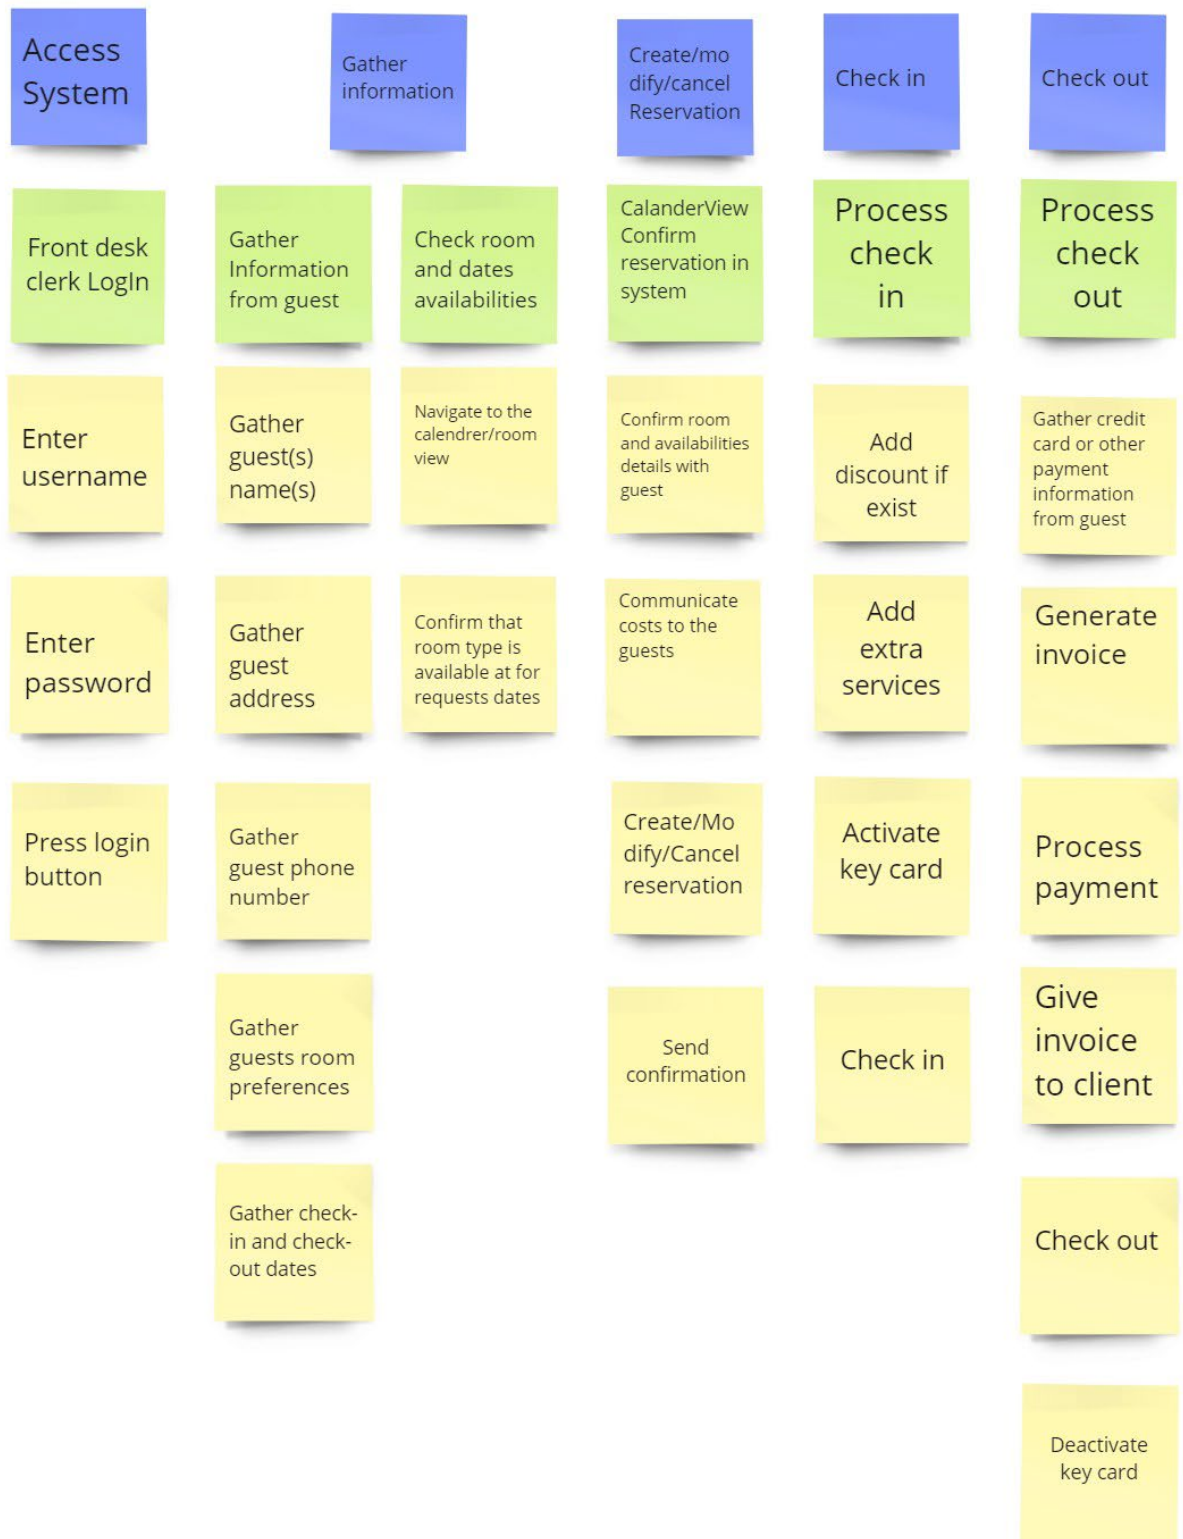 Access
System
Gather
information
Create/mo
dify/cancel
Reservation
Check in
Check out
Front desk
clerk LogIn
Gather
Information
from guest
Check room
and dates
availabilities
CalanderView
Confirm
reservation in
system
Process
check
in
Process
check
out
Enter
username
Gather
guest(s)
name(s)
Navigate to the
calendrer/room
view
Confirm room
and availabilities
details with
guest
Add
discount if
exist
Gather credit
card or other
payment
information
from guest
Enter
password
Gather
guest
address
Confirm that
room type is
available at for
requests dates
Communicate
costs to the
guests
Add
extra
services
Generate
invoice
Press login
button
Gather
guest phone
number
Create/Mo
dify/Cancel
reservation
Activate
key card
Process
payment
Gather
guests room
preferences
Send
confirmation
Check in
Give
invoice
to client
Gather check-
in and check-
out dates
Check out
Deactivate
key card